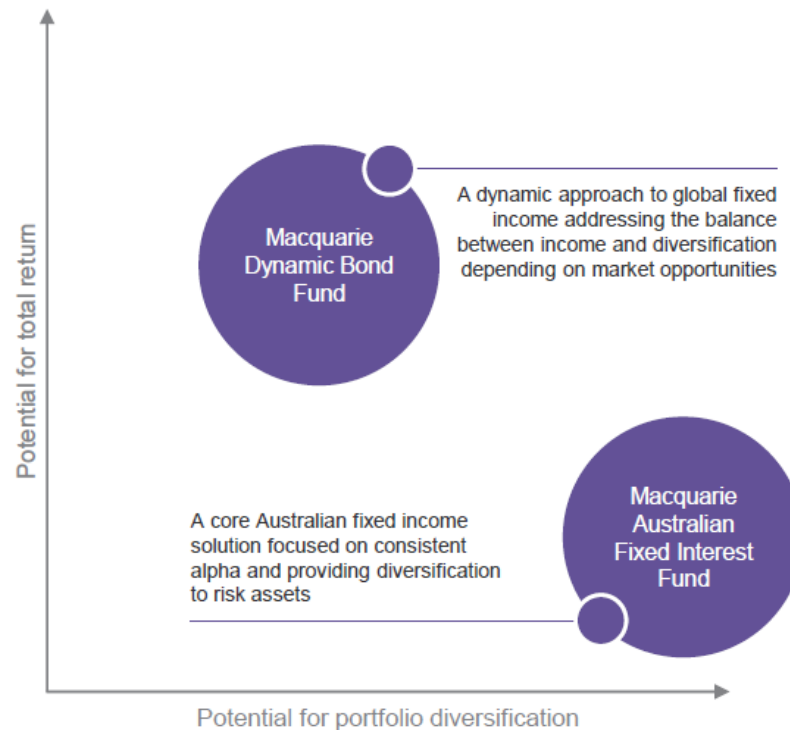 Potential for total return
Macquarie
Dynamic Bond
Fund
A dynamic approach to global fixed
income addressing the balance
between income and diversification
depending on market opportunities
A core Australian fixed income
solution focused on consistent
alpha and providing diversification
to risk assets
Macquarie
Australian
Fixed Interest
Fund
Potential for portfolio diversification